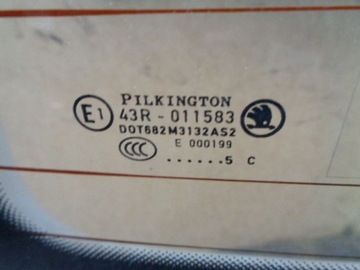 PILKINGTON
E1 43R - 011583
DOT682M3132AS2
CCC E 000199
......5 C